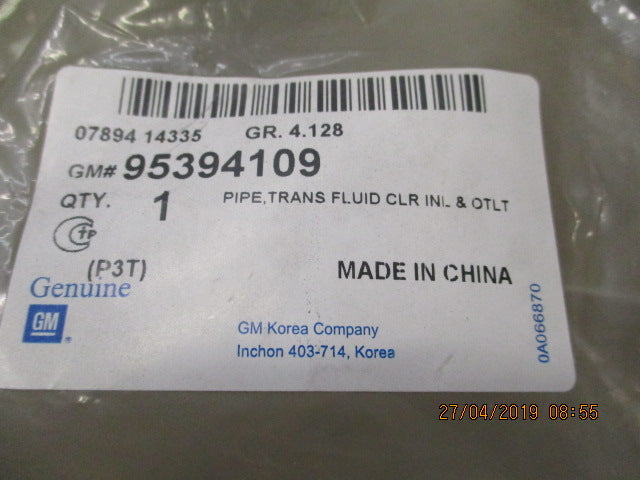 07894 14335 GR. 4.128
GM# 95394109
QTY. 1 PIPE,TRANS FLUID CLR INL & OTLT
(P3T) MADE IN CHINA
Genuine
GM
GM Korea Company
Inchon 403-714, Korea
0A066870
27/04/2019 08:55